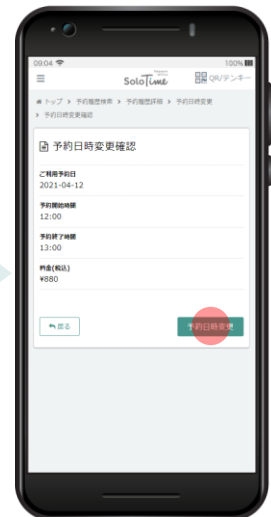 09:04
100%
SoloTime
QR/テンキー
トップ > 予約履歴検索 > 予約履歴詳細 > 予約日時変更
> 予約日時変更確認
予約日時変更確認
ご利用予約日
2021-04-12
予約開始時間
12:00
予約終了時間
13:00
料金(税込)
¥880
戻る
予約日時変更